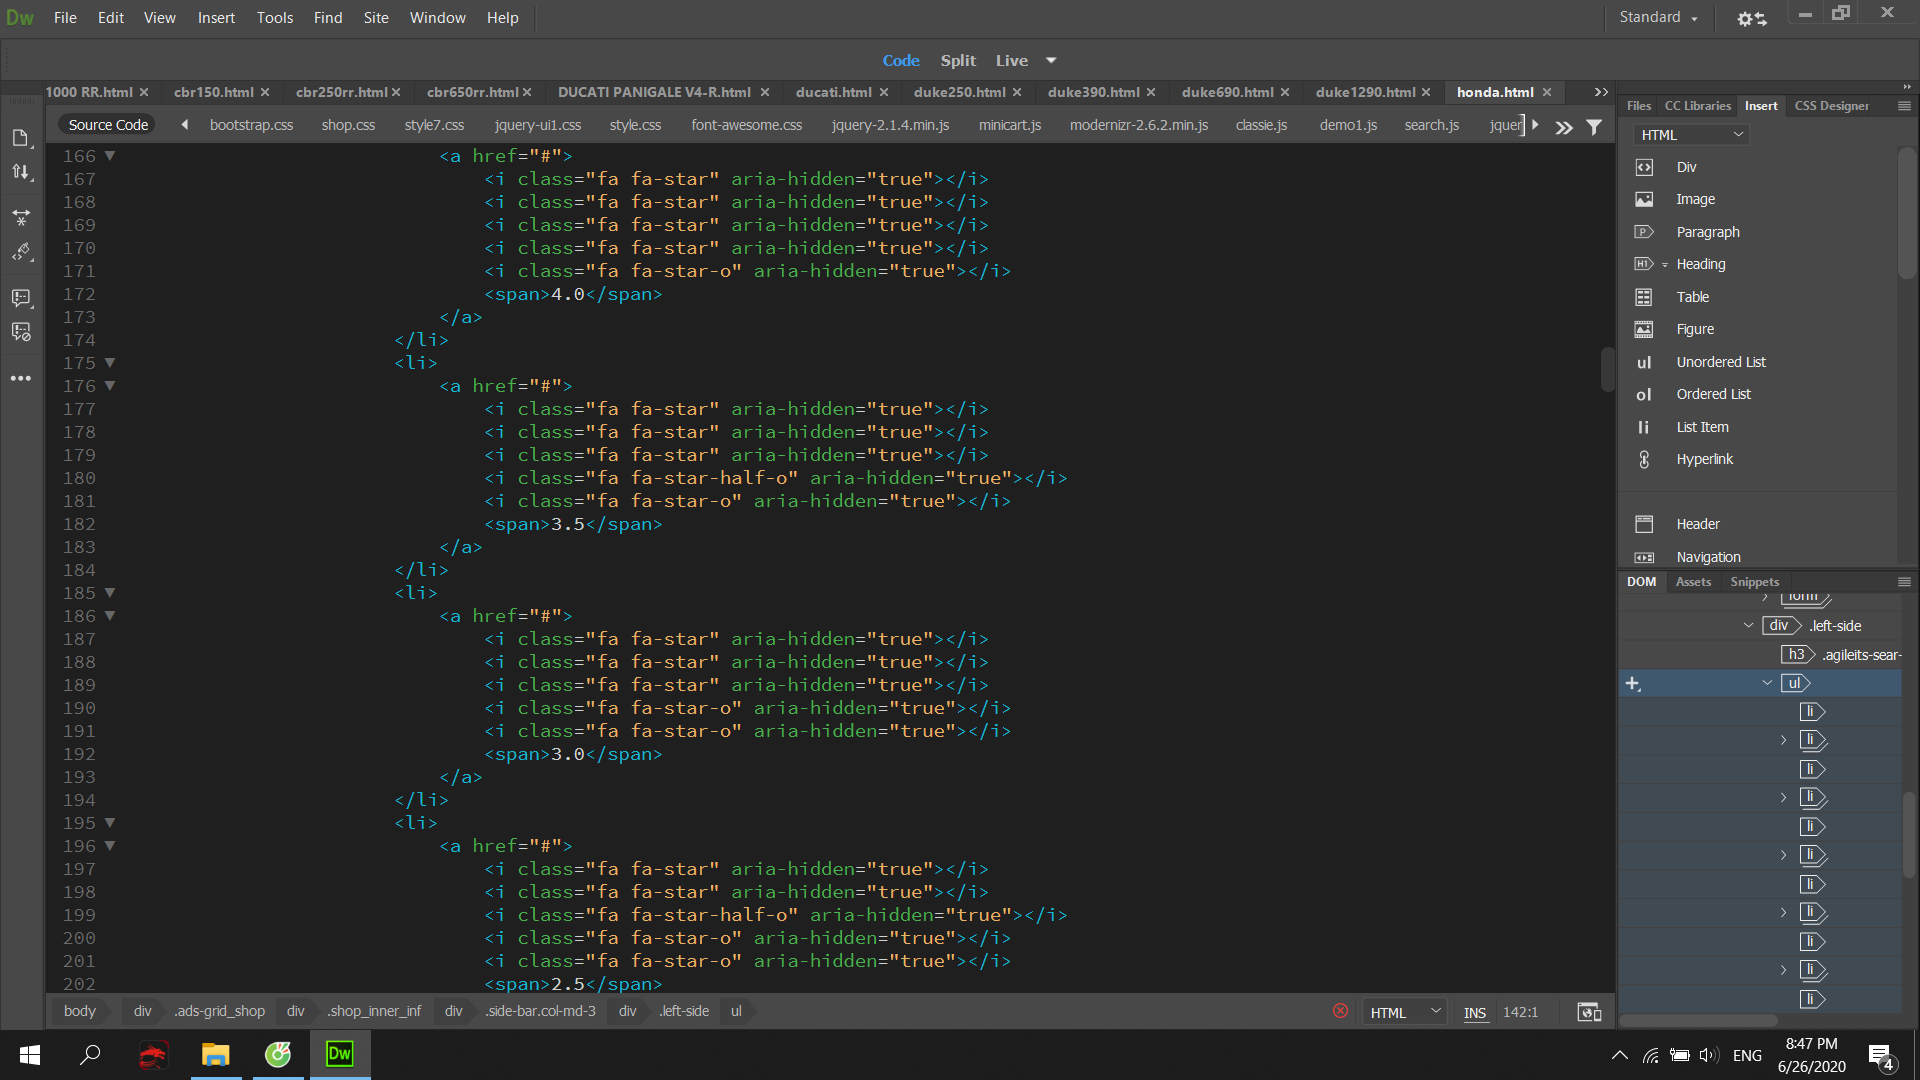 Dw File Edit View Insert Tools Find Site Window Help Standard
Code Split Live
1000 RR.html cbr150.html cbr250rr.html cbr650rr.html DUCATI PANIGALE V4-R.html ducati.html duke250.html duke390.html duke690.html duke1290.html honda.html
Source Code bootstrap.css shop.css style7.css jquery-ui1.css style.css font-awesome.css jquery-2.1.4.min.js minicart.js modernizr-2.6.2.min.js classie.js demo1.js search.js jquer
166 <a href="#">
167 <i class="fa fa-star" aria-hidden="true"></i>
168 <i class="fa fa-star" aria-hidden="true"></i>
169 <i class="fa fa-star" aria-hidden="true"></i>
170 <i class="fa fa-star" aria-hidden="true"></i>
171 <i class="fa fa-star-o" aria-hidden="true"></i>
172 <span>4.0</span>
173 </a>
174 </li>
175 <li>
176 <a href="#">
177 <i class="fa fa-star" aria-hidden="true"></i>
178 <i class="fa fa-star" aria-hidden="true"></i>
179 <i class="fa fa-star" aria-hidden="true"></i>
180 <i class="fa fa-star-half-o" aria-hidden="true"></i>
181 <i class="fa fa-star-o" aria-hidden="true"></i>
182 <span>3.5</span>
183 </a>
184 </li>
185 <li>
186 <a href="#">
187 <i class="fa fa-star" aria-hidden="true"></i>
188 <i class="fa fa-star" aria-hidden="true"></i>
189 <i class="fa fa-star" aria-hidden="true"></i>
190 <i class="fa fa-star-o" aria-hidden="true"></i>
191 <i class="fa fa-star-o" aria-hidden="true"></i>
192 <span>3.0</span>
193 </a>
194 </li>
195 <li>
196 <a href="#">
197 <i class="fa fa-star" aria-hidden="true"></i>
198 <i class="fa fa-star" aria-hidden="true"></i>
199 <i class="fa fa-star-half-o" aria-hidden="true"></i>
200 <i class="fa fa-star-o" aria-hidden="true"></i>
201 <i class="fa fa-star-o" aria-hidden="true"></i>
202 <span>2.5</span>
body div .ads-grid_shop div .shop_inner_inf div .side-bar.col-md-3 div .left-side ul HTML INS 142:1
Files CC Libraries Insert CSS Designer
HTML
Div
Image
P Paragraph
H1 Heading
Table
Figure
ul Unordered List
ol Ordered List
li List Item
Hyperlink
Header
Navigation
DOM Assets Snippets
form
div .left-side
h3 .agileits-sear-
ul
li
li
li
li
li
li
li
li
li
li
li
Dw ENG
8:47 PM
6/26/2020
4